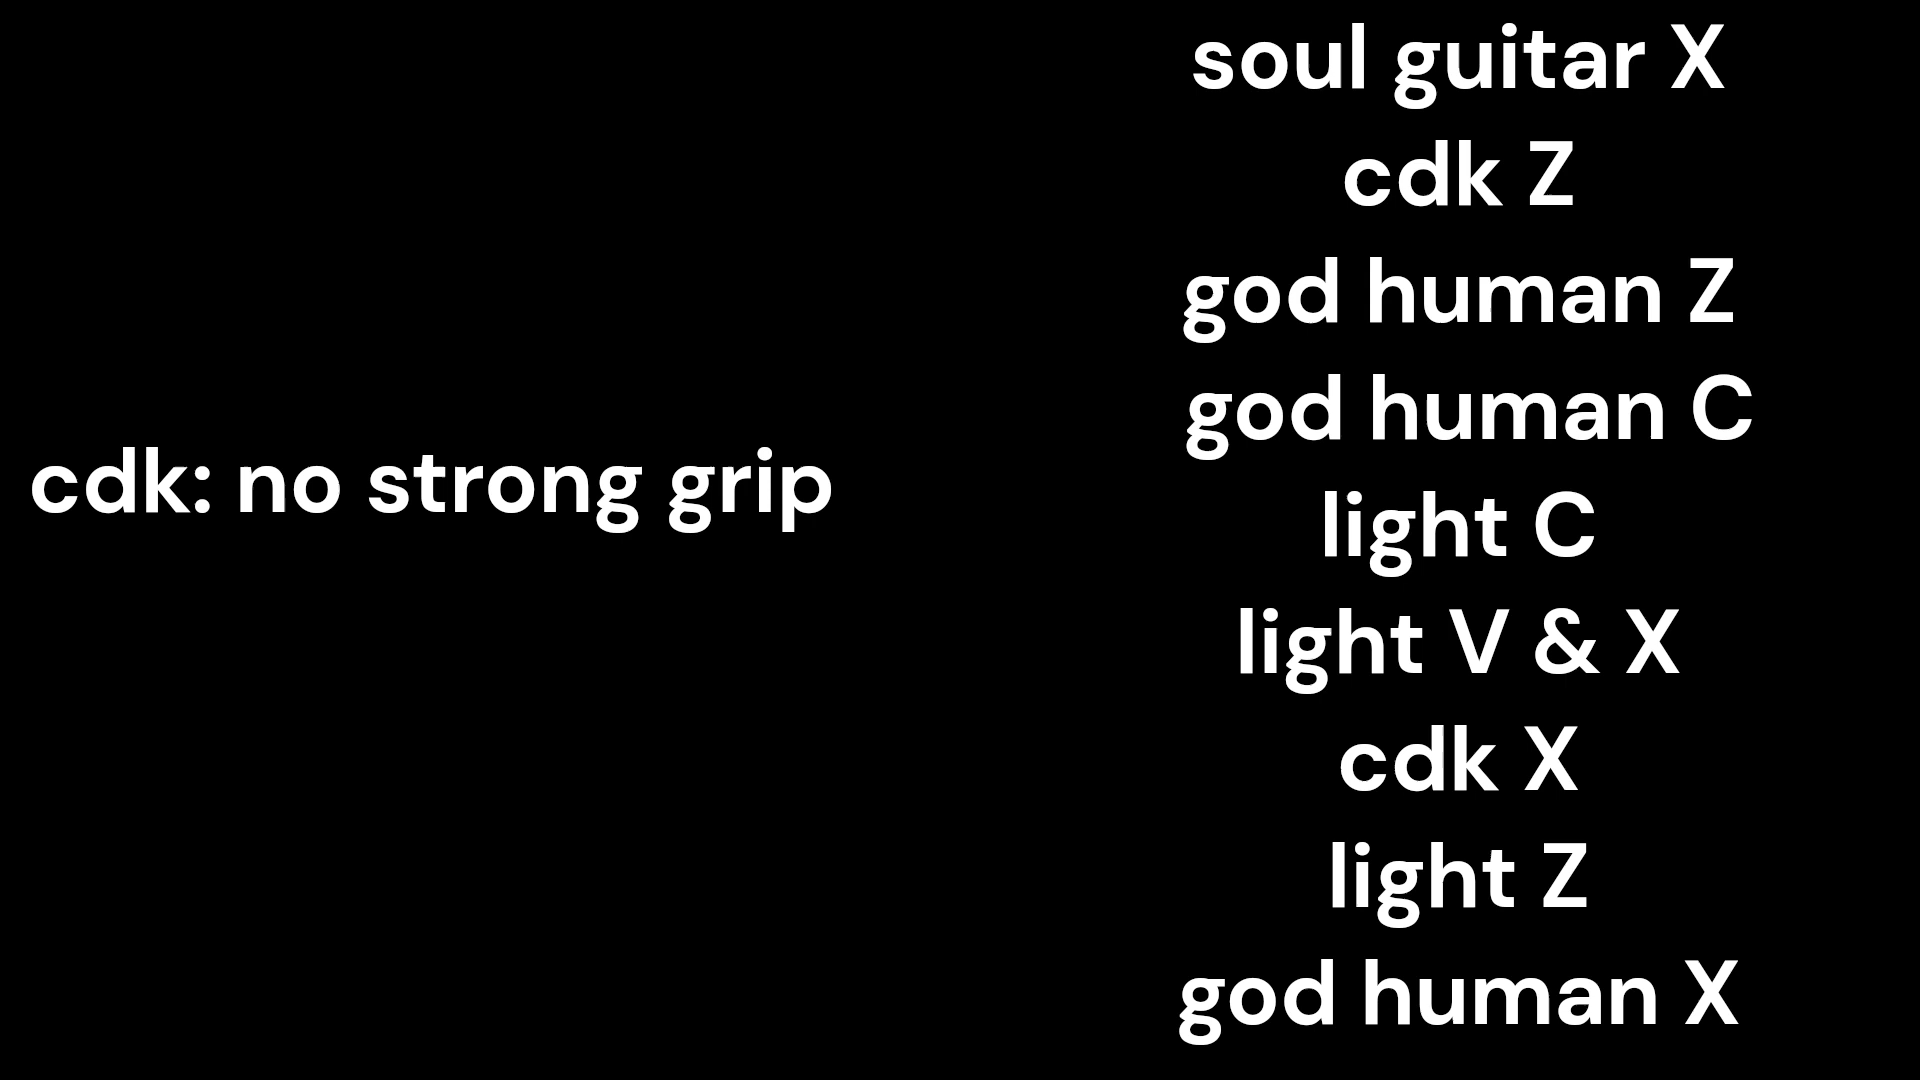 cdk: no strong grip
soul guitar X
cdk Z
god human Z
god human C
light C
light V & X
cdk X
light Z
god human X